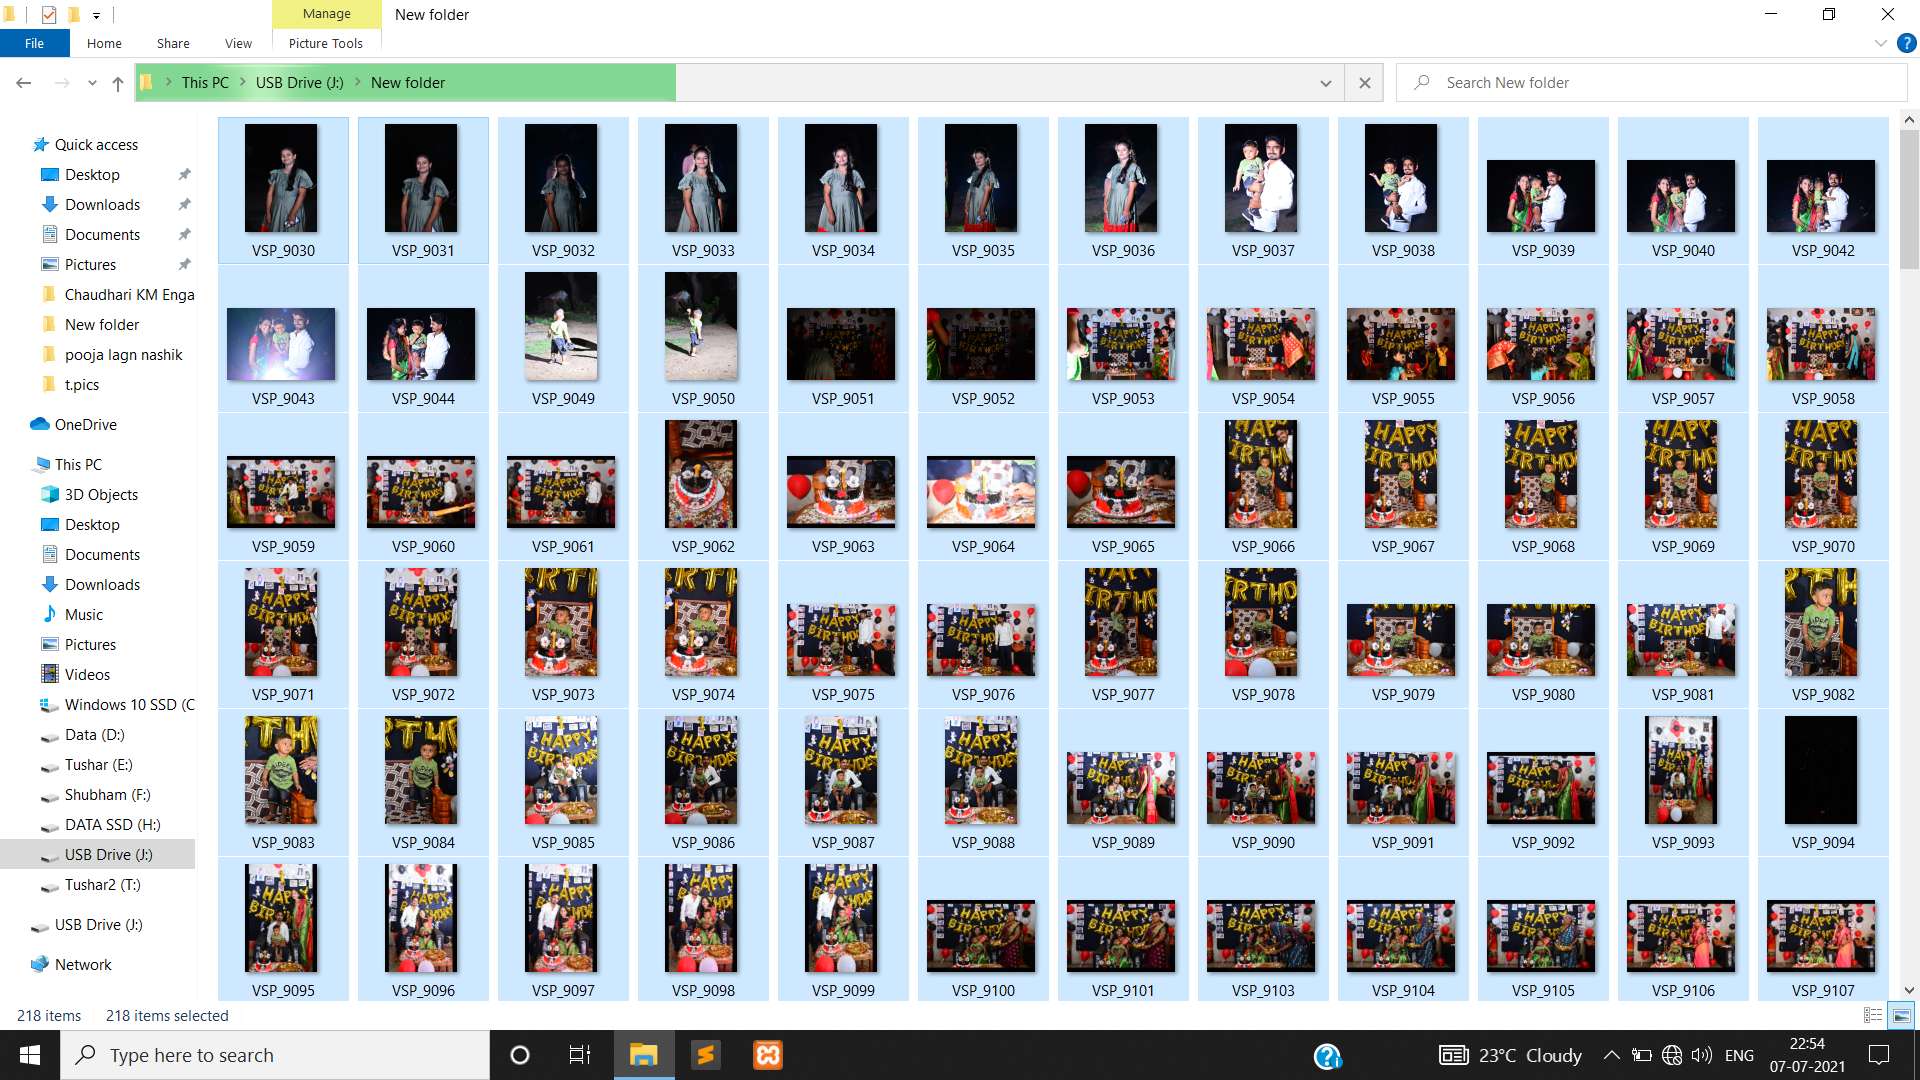 Manage
New folder
File
Home
Share
View
Picture Tools
This PC
USB Drive (J:)
New folder
Search New folder
Quick access
Desktop
Downloads
Documents
Pictures
Chaudhari KM Enga
New folder
pooja lagn nashik
t.pics
OneDrive
This PC
3D Objects
Desktop
Documents
Downloads
Music
Pictures
Videos
Windows 10 SSD (C
Data (D:)
Tushar (E:)
Shubham (F:)
DATA SSD (H:)
USB Drive (J:)
Tushar2 (T:)
USB Drive (J:)
Network
VSP_9030 VSP_9031 VSP_9032 VSP_9033 VSP_9034 VSP_9035 VSP_9036 VSP_9037 VSP_9038 VSP_9039 VSP_9040 VSP_9042
VSP_9043 VSP_9044 VSP_9049 VSP_9050 VSP_9051 VSP_9052 VSP_9053 VSP_9054 VSP_9055 VSP_9056 VSP_9057 VSP_9058
VSP_9059 VSP_9060 VSP_9061 VSP_9062 VSP_9063 VSP_9064 VSP_9065 VSP_9066 VSP_9067 VSP_9068 VSP_9069 VSP_9070
VSP_9071 VSP_9072 VSP_9073 VSP_9074 VSP_9075 VSP_9076 VSP_9077 VSP_9078 VSP_9079 VSP_9080 VSP_9081 VSP_9082
VSP_9083 VSP_9084 VSP_9085 VSP_9086 VSP_9087 VSP_9088 VSP_9089 VSP_9090 VSP_9091 VSP_9092 VSP_9093 VSP_9094
VSP_9095 VSP_9096 VSP_9097 VSP_9098 VSP_9099 VSP_9100 VSP_9101 VSP_9103 VSP_9104 VSP_9105 VSP_9106 VSP_9107
218 items
218 items selected
Type here to search
23°C Cloudy
ENG
22:54
07-07-2021